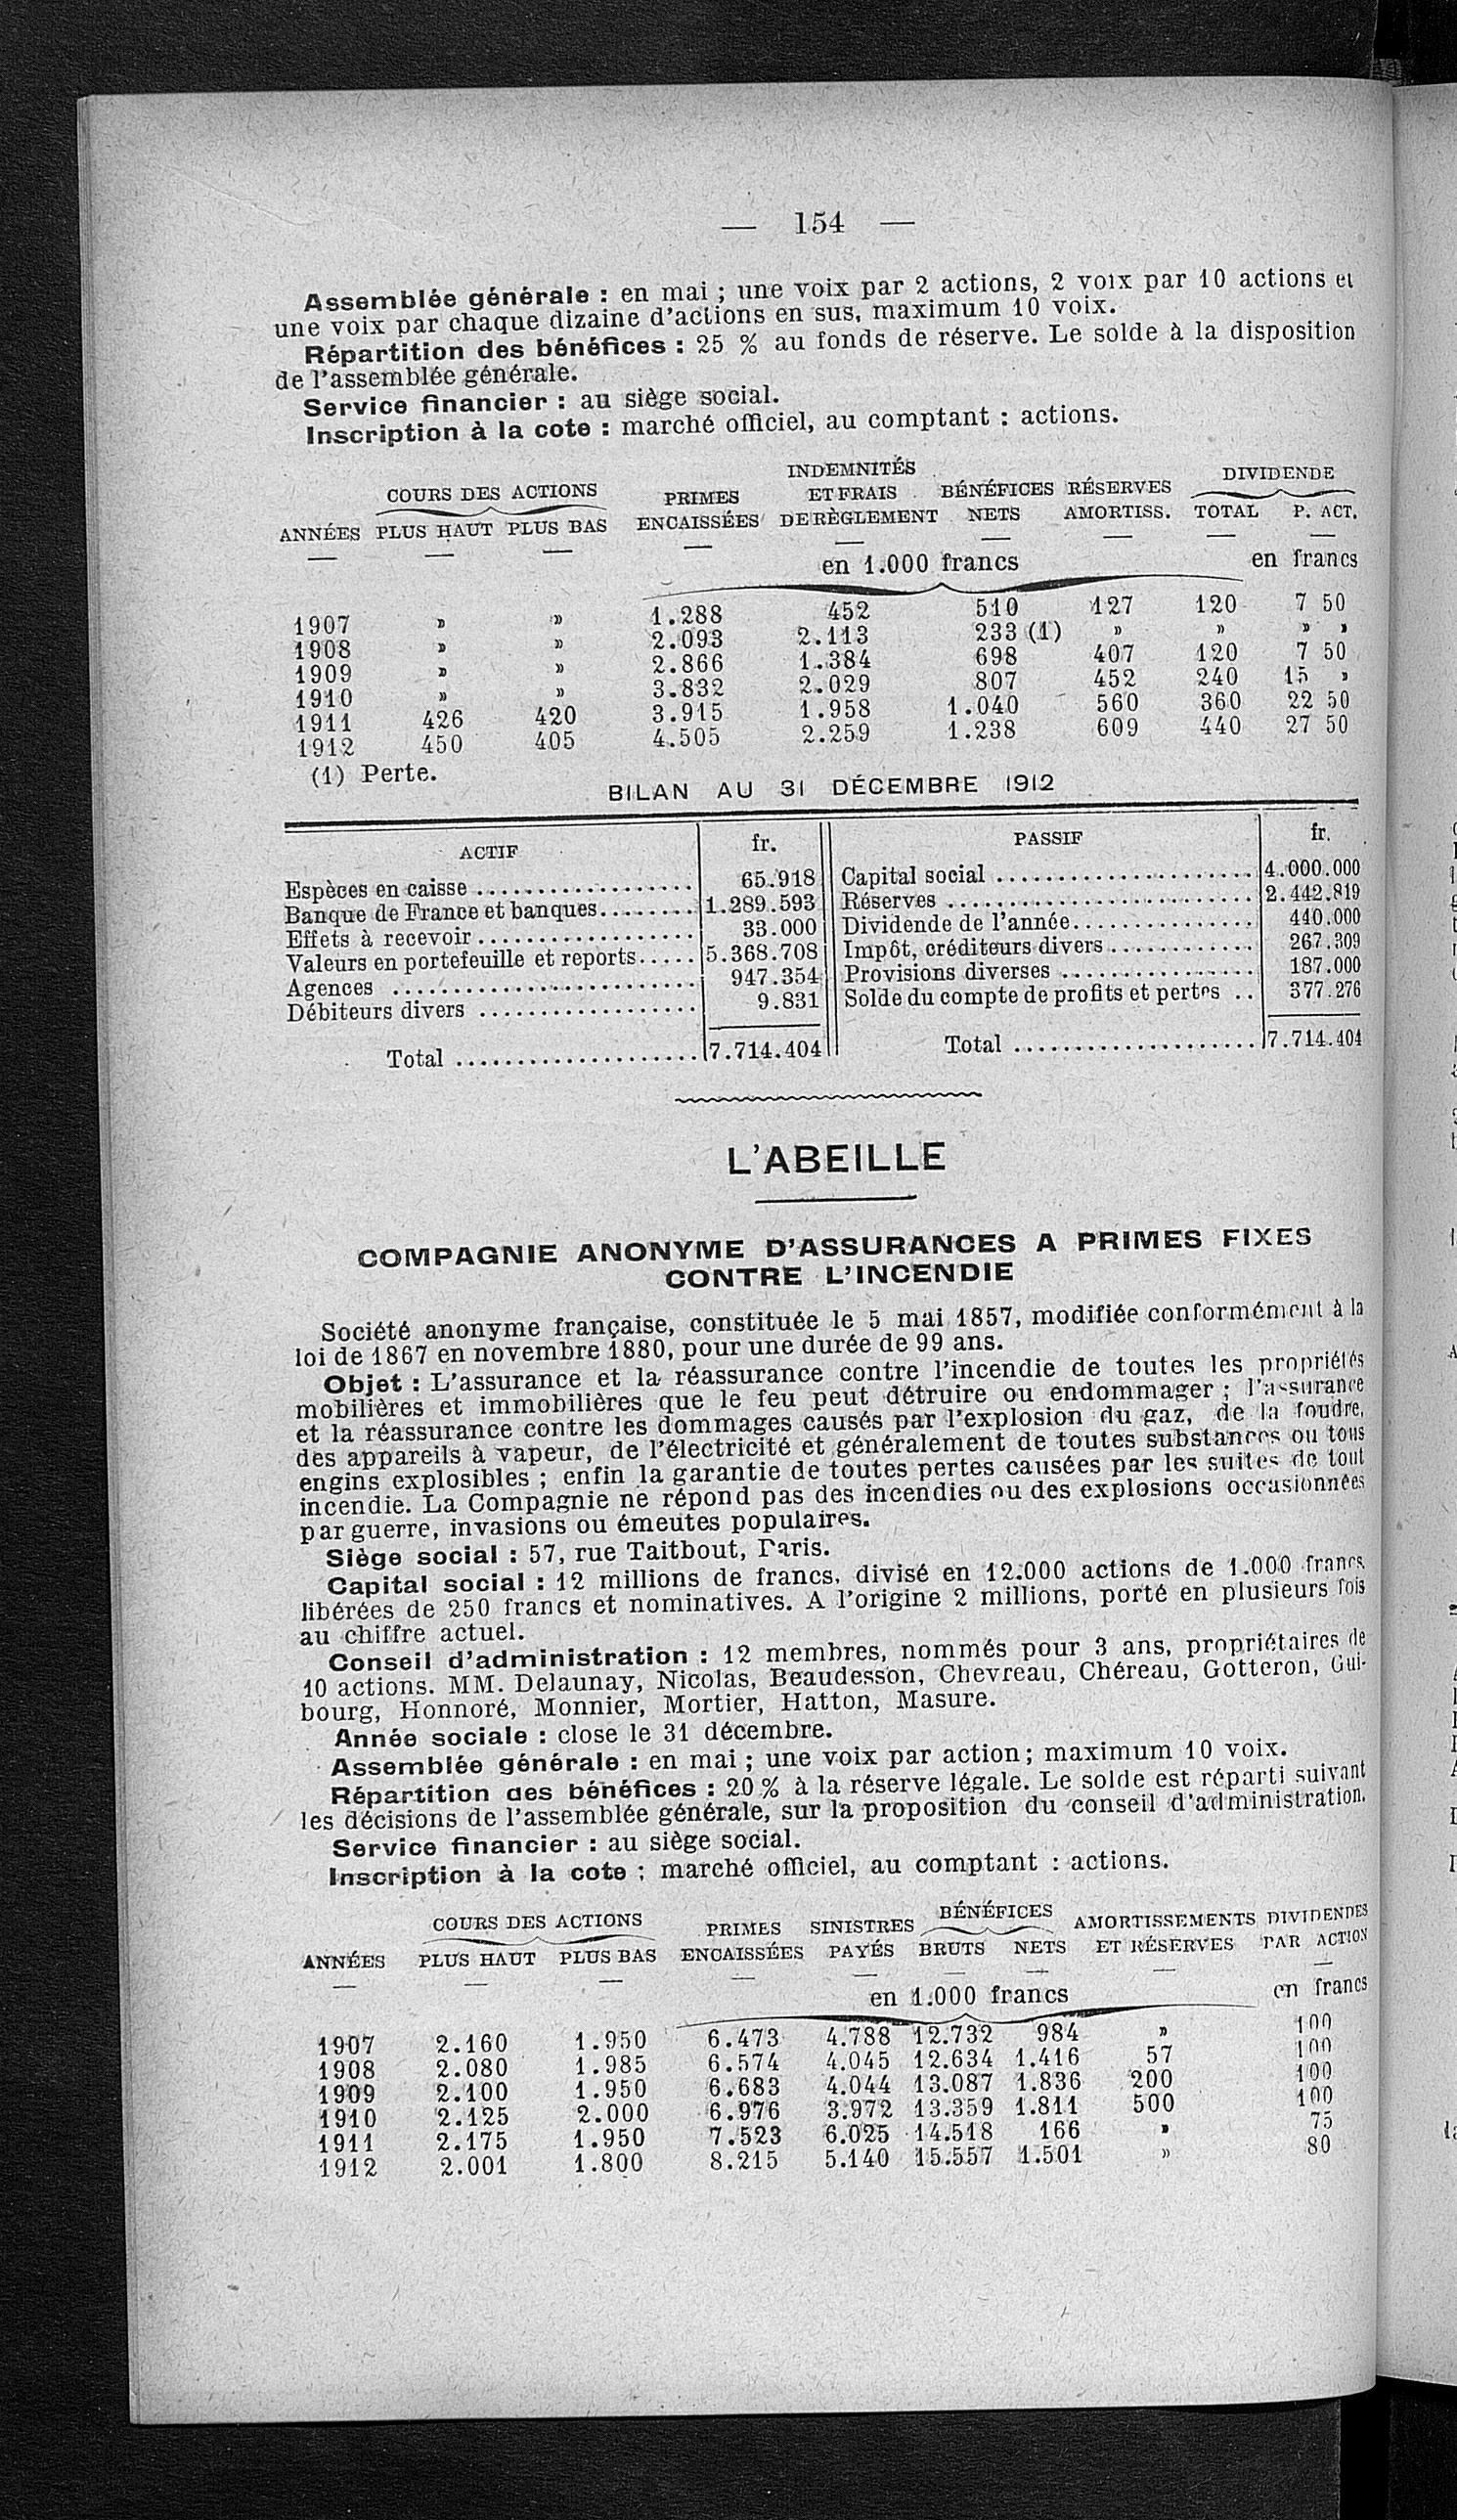 — 154 —
Assemblée générale : en mai ; une voix par 2 actions, 2 voix par 10 actions et
une voix par chaque dizaine d'actions en sus, maximum 10 voix.
Répartition des bénéfices : 25 % au fonds de réserve. Le solde à la disposition
de l'assemblée générale.
Service financier : au siège social.
Inscription à la cote : marché officiel, au comptant : actions.
INDEMNITÉS DIVIDENDE
COURS DES ACTIONS PRIMES ET FRAIS BÉNÉFICES RÉSERVES
ANNÉES PLUS HAUT PLUS BAS ENCAISSÉES DE RÈGLEMENT NETS AMORTISS. TOTAL P. ACT.
en 1.000 francs en francs
1907 » » 1.288 452 510 127 120 7 50
1908 » » 2.093 2.113 233 (1) » » » »
1909 » » 2.866 1.384 698 407 120 7 50
1910 » » 3.832 2.029 807 452 240 15 »
1911 426 420 3.915 1.958 1.040 560 360 22 50
1912 450 405 4.505 2.259 1.238 609 440 27 50
(1) Perte.
BILAN AU 31 DÉCEMBRE 1912
ACTIF fr. PASSIF fr.
Espèces en caisse .................. 65.918 Capital social ..................... 4.000.000
Banque de France et banques........ 1.289.593 Réserves ......................... 2.442.819
Effets à recevoir .................. 33.000 Dividende de l'année............... 440.000
Valeurs en portefeuille et reports..... 5.368.708 Impôt, créditeurs divers ............ 267.309
Agences ......................... 947.354 Provisions diverses ................ 187.000
Débiteurs divers .................. 9.831 Solde du compte de profits et pertes .. 377.276
Total .................... 7.714.404 Total .................... 7.714.404
L'ABEILLE
COMPAGNIE ANONYME D'ASSURANCES A PRIMES FIXES
CONTRE L'INCENDIE
Société anonyme française, constituée le 5 mai 1857, modifiée conformément à la
loi de 1867 en novembre 1880, pour une durée de 99 ans.
Objet : L'assurance et la réassurance contre l'incendie de toutes les propriétés
mobilières et immobilières que le feu peut détruire ou endommager ; l'assurance
et la réassurance contre les dommages causés par l'explosion du gaz, de la foudre,
des appareils à vapeur, de l'électricité et généralement de toutes substances ou tous
engins explosibles ; enfin la garantie de toutes pertes causées par les suites de tout
incendie. La Compagnie ne répond pas des incendies ou des explosions occasionnées
par guerre, invasions ou émeutes populaires.
Siège social : 57, rue Taitbout, Paris.
Capital social : 12 millions de francs, divisé en 12.000 actions de 1.000 francs
libérées de 250 francs et nominatives. A l'origine 2 millions, porté en plusieurs fois
au chiffre actuel.
Conseil d'administration : 12 membres, nommés pour 3 ans, propriétaires de
10 actions. MM. Delaunay, Nicolas, Beaudesson, Chevreau, Chéreau, Gotteron, Gui-
bourg, Honnoré, Monnier, Mortier, Hatton, Masure.
Année sociale : close le 31 décembre.
Assemblée générale : en mai ; une voix par action ; maximum 10 voix.
Répartition des bénéfices : 20 % à la réserve légale. Le solde est réparti suivant
les décisions de l'assemblée générale, sur la proposition du conseil d'administration.
Service financier : au siège social.
Inscription à la cote ; marché officiel, au comptant : actions.
COURS DES ACTIONS PRIMES SINISTRES BÉNÉFICES AMORTISSEMENTS DIVIDENDES
ANNÉES PLUS HAUT PLUS BAS ENCAISSÉES PAYÉS BRUTS NETS ET RÉSERVES PAR ACTION
en 1.000 francs en francs
1907 2.160 1.950 6.473 4.788 12.732 984 » 100
1908 2.080 1.985 6.574 4.045 12.634 1.416 57 100
1909 2.100 1.950 6.683 4.044 13.087 1.836 200 100
1910 2.125 2.000 6.976 3.972 13.359 1.811 500 100
1911 2.175 1.950 7.523 6.025 14.518 166 » 75
1912 2.001 1.800 8.215 5.140 15.557 1.501 » 80